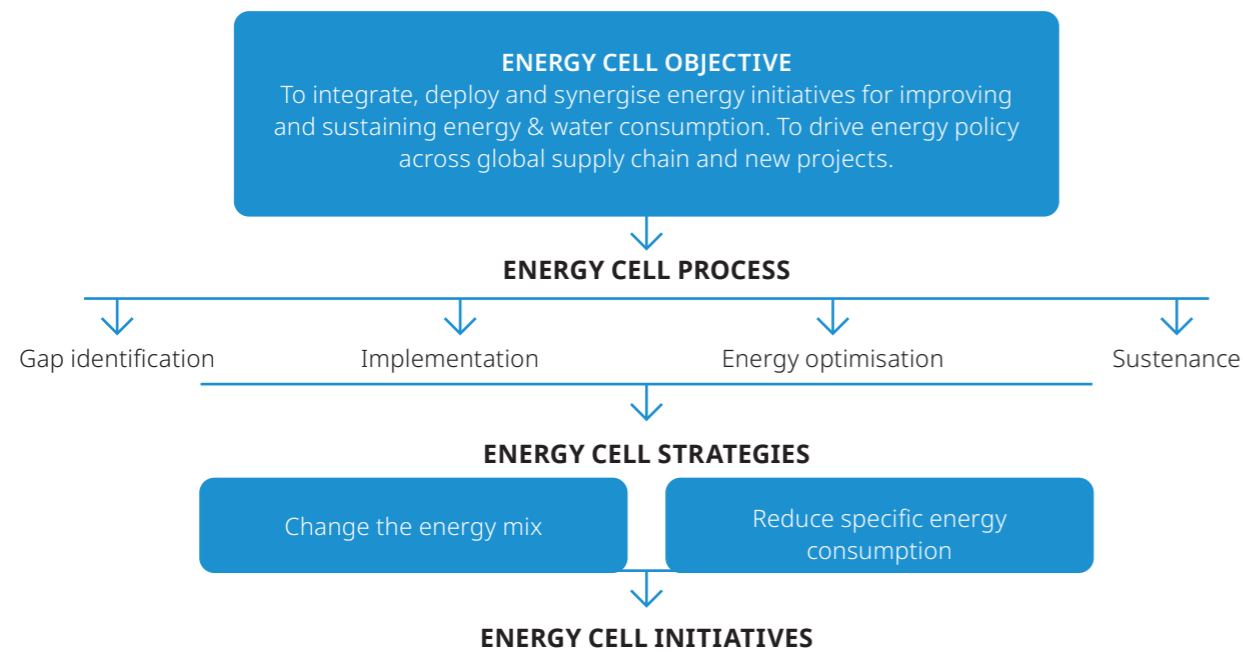 ENERGY CELL OBJECTIVE
To integrate, deploy and synergise energy initiatives for improving
and sustaining energy & water consumption. To drive energy policy
across global supply chain and new projects.
ENERGY CELL PROCESS
Gap identification
Implementation
Energy optimisation
Sustenance
ENERGY CELL STRATEGIES
Change the energy mix
Reduce specific energy
consumption
ENERGY CELL INITIATIVES